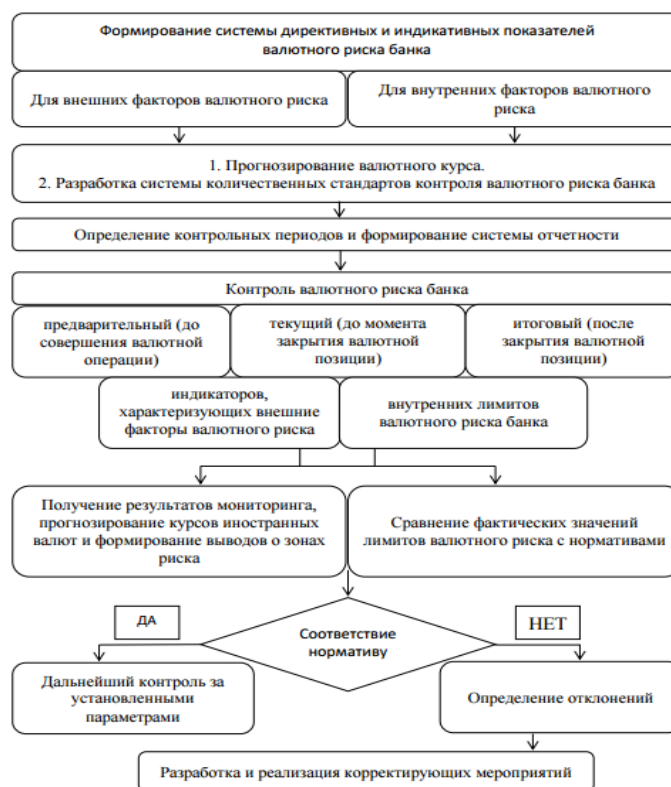 Формирование системы директивных и индикативных показателей
валютного риска банка
Для внешних факторов валютного риска
Для внутренних факторов валютного
риска
1. Прогнозирование валютного курса.
2. Разработка системы количественных стандартов контроля валютного риска банка
Определение контрольных периодов и формирование системы отчетности
Контроль валютного риска банка
предварительный (до
совершения валютной
операции)
текущий (до момента
закрытия валютной
позиции)
итоговый (после
закрытия валютной
позиции)
индикаторов,
характеризующих внешние
факторы валютного риска
внутренних лимитов
валютного риска банка
Получение результатов мониторинга,
прогнозирование курсов иностранных
валют и формирование выводов о зонах
риска
Сравнение фактических значений
лимитов валютного риска с нормативами
ДА
Соответствие
нормативу
НЕТ
Дальнейший контроль за
установленными
параметрами
Определение отклонений
Разработка и реализация корректирующих мероприятий